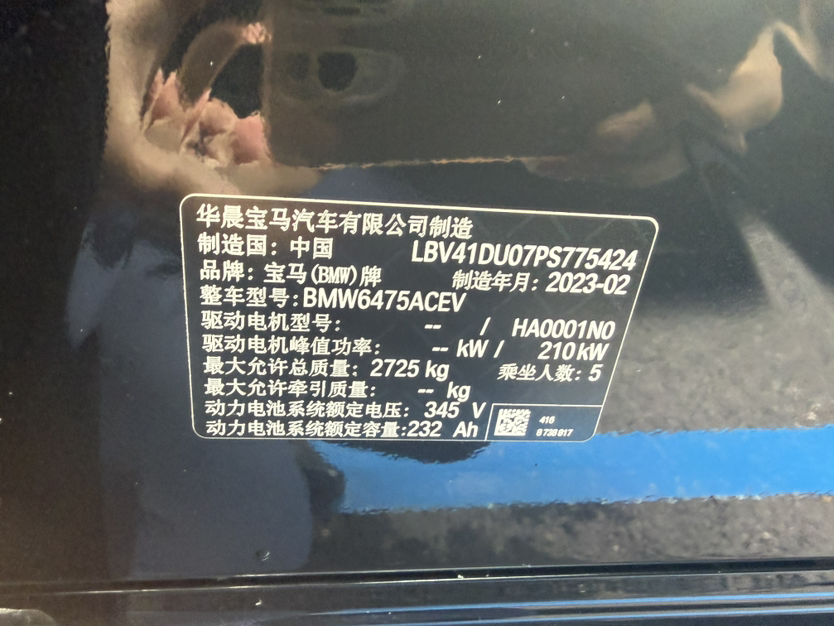 华晨宝马汽车有限公司制造
制造国：中国 LBV41DU07PS775424
品牌：宝马(BMW)牌 制造年月：2023-02
整车型号：BMW6475ACEV
驱动电机型号： -- / HA0001N0
驱动电机峰值功率： -- kW / 210kW
最大允许总质量：2725 kg 乘坐人数：5
最大允许牵引质量： -- kg
动力电池系统额定电压：345 V
动力电池系统额定容量:232 Ah
416